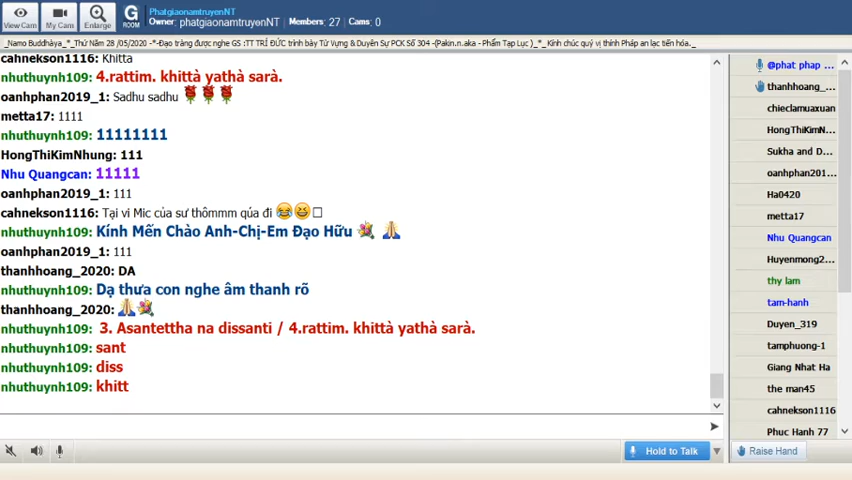 View Cam
My Cam
Enlarge
G
ROOM
PhatgiaonamtruyenNT
Owner: phatgiaonamtruyenNT Members: 27 Cams: 0
_Namo Buddhàya_*_Thứ Năm 28 /05/2020 -*-Đạo tràng được nghe GS :TT TRÍ ĐỨC trình bày Từ Vựng & Duyên Sự PCK Số 304 -(Pakin.n.aka - Phẩm Tạp Lục )_*_Kính chúc quý vị thính Pháp an lạc tiến hóa._
cahnekson1116: Khitta
nhuthuynh109: 4.rattim. khittà yathà sarà.
oanhphan2019_1: Sadhu sadhu
metta17: 1111
nhuthuynh109: 11111111
HongThiKimNhung: 111
Nhu Quangcan: 11111
oanhphan2019_1: 111
cahnekson1116: Tại vì Mic của sư thômmm qúa đi
nhuthuynh109: Kính Mến Chào Anh-Chị-Em Đạo Hữu
oanhphan2019_1: 111
thanhhoang_2020: DA
nhuthuynh109: Dạ thưa con nghe âm thanh rõ
thanhhoang_2020:
nhuthuynh109: 3. Asantettha na dissanti / 4.rattim. khittà yathà sarà.
nhuthuynh109: sant
nhuthuynh109: diss
nhuthuynh109: khitt
@phat phap ...
thanhhoang_...
chieclamuaxuan
HongThiKimN...
Sukha and D...
oanhphan201...
Ha0420
metta17
Nhu Quangcan
Huyenmong2...
thy lam
tam-hanh
Duyen_319
tamphuong-1
Giang Nhat Ha
the man45
cahnekson1116
Phuc Hanh 77
Hold to Talk
Raise Hand